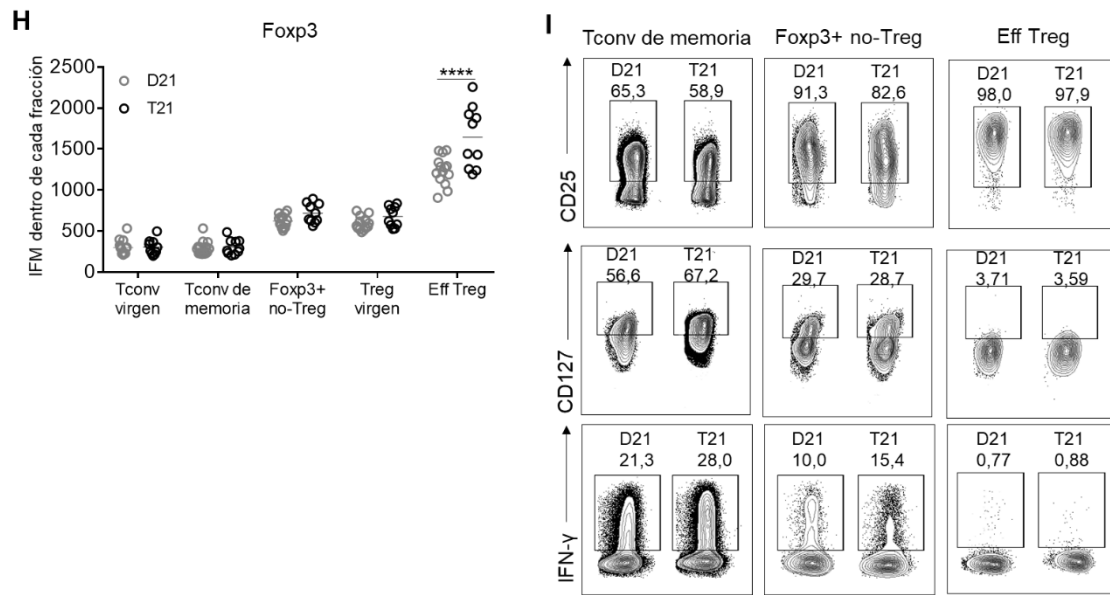 H
Foxp3
IFM dentro de cada fracción
2500
2000
1500
1000
500
0
D21
T21
****
Tconv
virgen
Tconv de
memoria
Foxp3+
no-Treg
Treg
virgen
Eff Treg
I
Tconv de memoria
Foxp3+ no-Treg
Eff Treg
CD25
D21 T21
65,3 58,9
D21 T21
91,3 82,6
D21 T21
98,0 97,9
CD127
D21 T21
56,6 67,2
D21 T21
29,7 28,7
D21 T21
3,71 3,59
IFN-γ
D21 T21
21,3 28,0
D21 T21
10,0 15,4
D21 T21
0,77 0,88